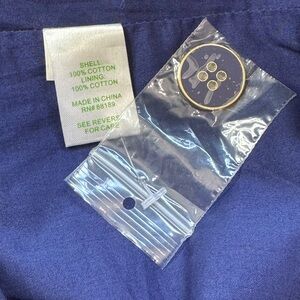 SHELL:
100% COTTON
LINING:
100% COTTON
MADE IN CHINA
RN# 88189
SEE REVERSE
FOR CARE